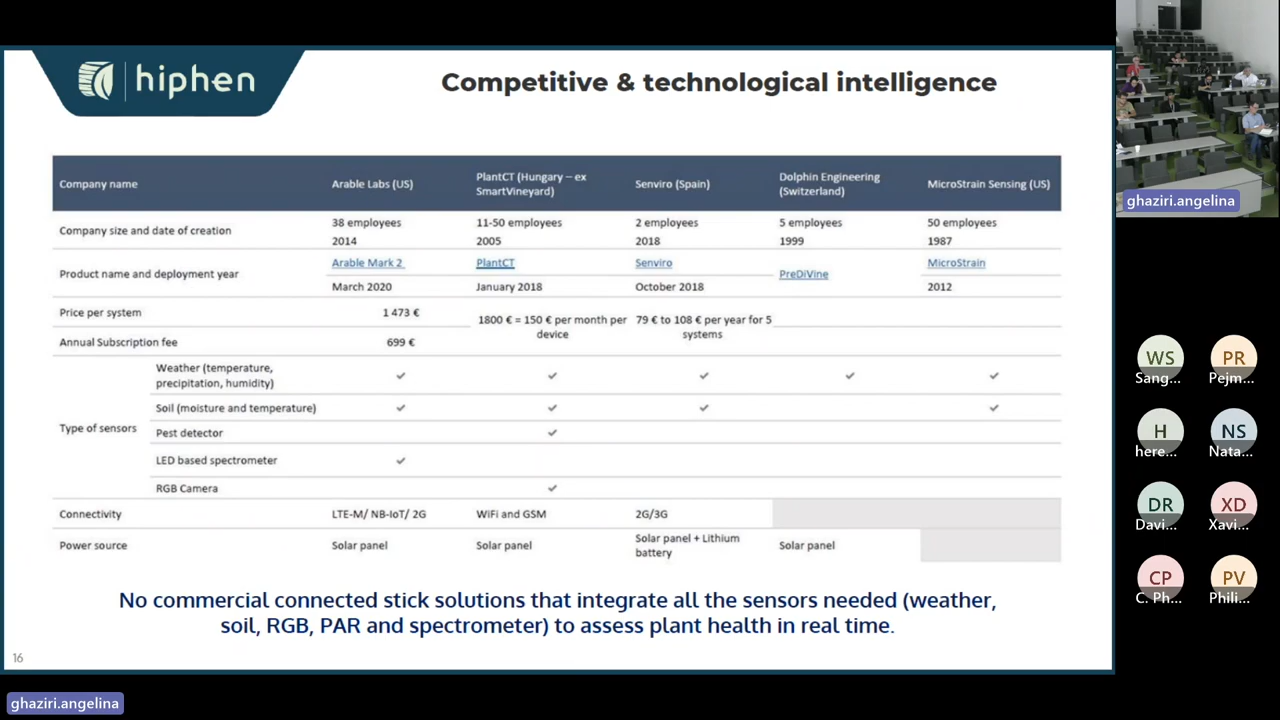 hiphen
Competitive & technological intelligence
Company name
Arable Labs (US)
PlantCT (Hungary – ex
SmartVineyard)
Senviro (Spain)
Dolphin Engineering
(Switzerland)
MicroStrain Sensing (US)
Company size and date of creation
38 employees
2014
11-50 employees
2005
2 employees
2018
5 employees
1999
50 employees
1987
Product name and deployment year
Arable Mark 2
March 2020
PlantCT
January 2018
Senviro
October 2018
PreDiVine
MicroStrain
2012
Price per system
1 473 €
1800 € = 150 € per month per
device
79 € to 108 € per year for 5
systems
Annual Subscription fee
699 €
Type of sensors
Weather (temperature,
precipitation, humidity)
✓ ✓ ✓ ✓ ✓
Soil (moisture and temperature)
✓ ✓ ✓ ✓
Pest detector
✓
LED based spectrometer
✓
RGB Camera
✓
Connectivity
LTE-M/ NB-IoT/ 2G
WiFi and GSM
2G/3G
Power source
Solar panel
Solar panel
Solar panel + Lithium
battery
Solar panel
No commercial connected stick solutions that integrate all the sensors needed (weather,
soil, RGB, PAR and spectrometer) to assess plant health in real time.
16
ghaziri.angelina
ghaziri.angelina
WS
Sang...
PR
Pejm...
H
here...
NS
Nata...
DR
Davi...
XD
Xavi...
CP
C. Ph...
PV
Phili...